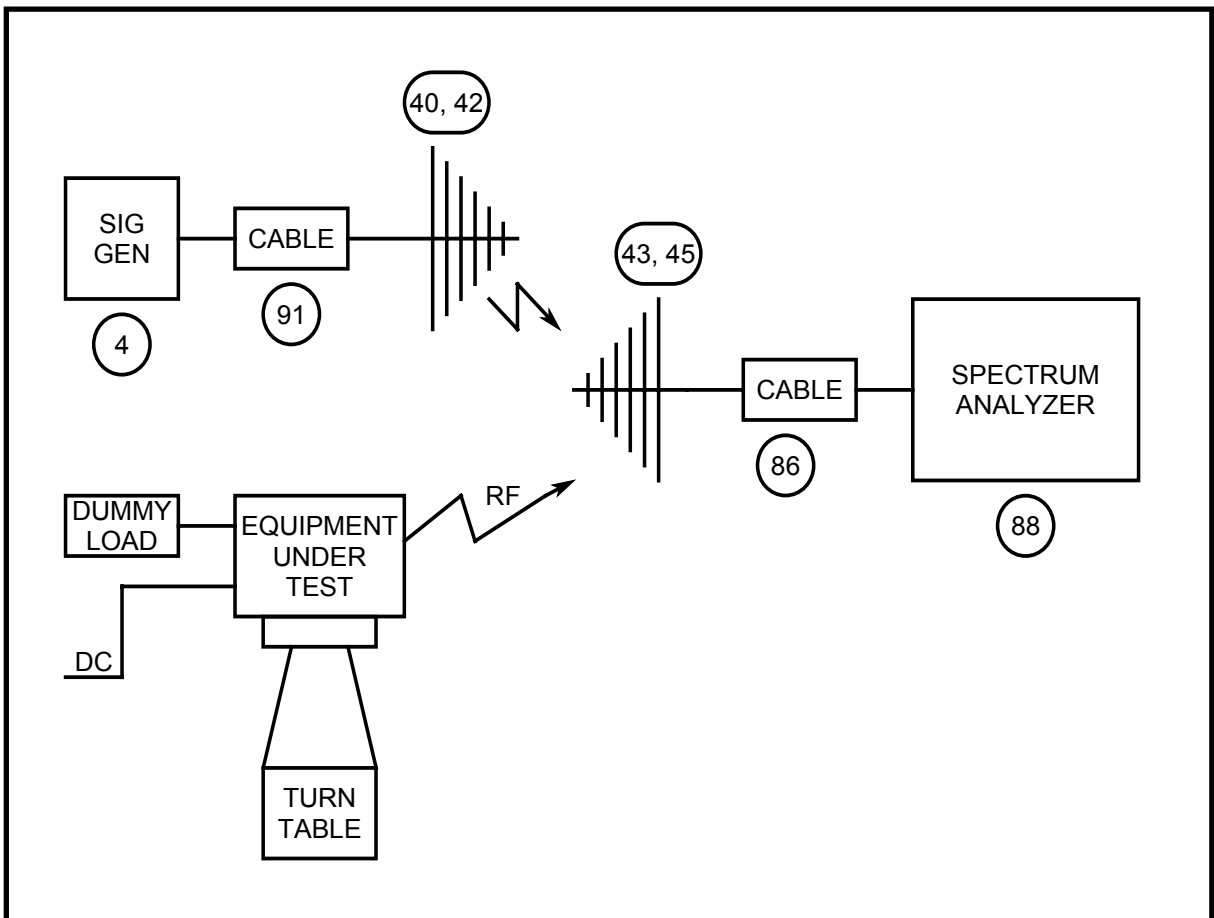 40, 42
SIG
GEN
CABLE
4
91
43, 45
CABLE
SPECTRUM
ANALYZER
86
88
DUMMY
LOAD
EQUIPMENT
UNDER
TEST
RF
DC
TURN
TABLE